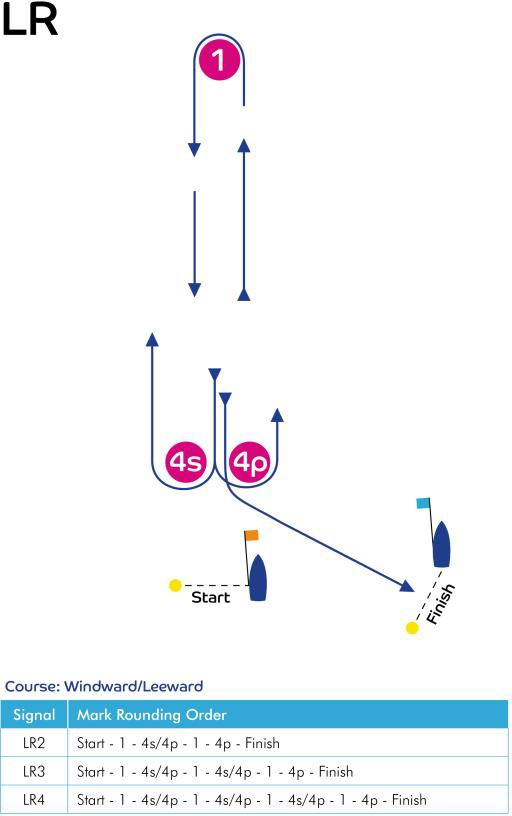 LR
1
4s
4p
Start
Finish
Course: Windward/Leeward
Signal Mark Rounding Order
LR2 Start - 1 - 4s/4p - 1 - 4p - Finish
LR3 Start - 1 - 4s/4p - 1 - 4s/4p - 1 - 4p - Finish
LR4 Start - 1 - 4s/4p - 1 - 4s/4p - 1 - 4s/4p - 1 - 4p - Finish